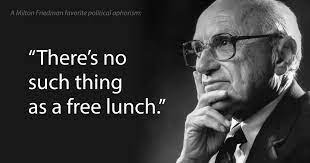 A Milton Friedman favorite political aphorism:
“There’s no
such thing
as a free lunch.”